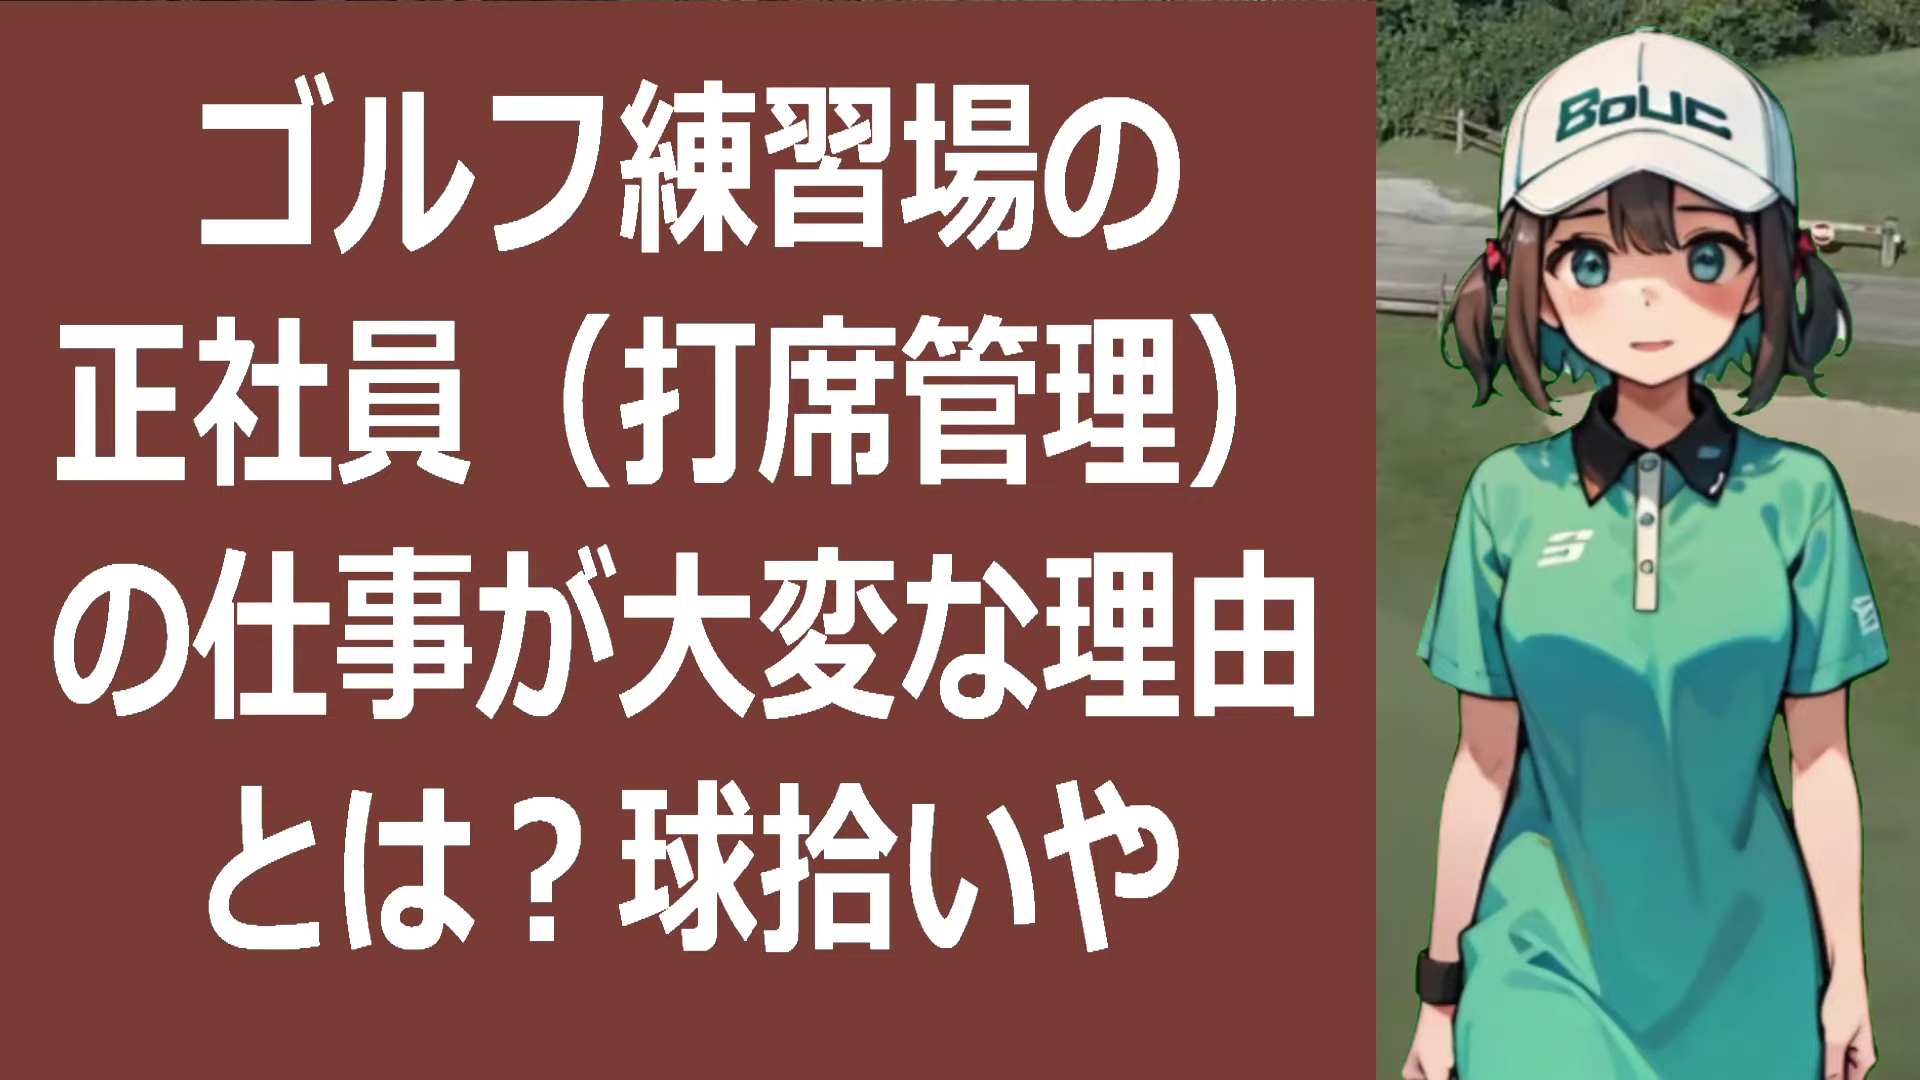 ゴルフ練習場の
正社員（打席管理）
の仕事が大変な理由
とは？球拾いや
BoUC
S